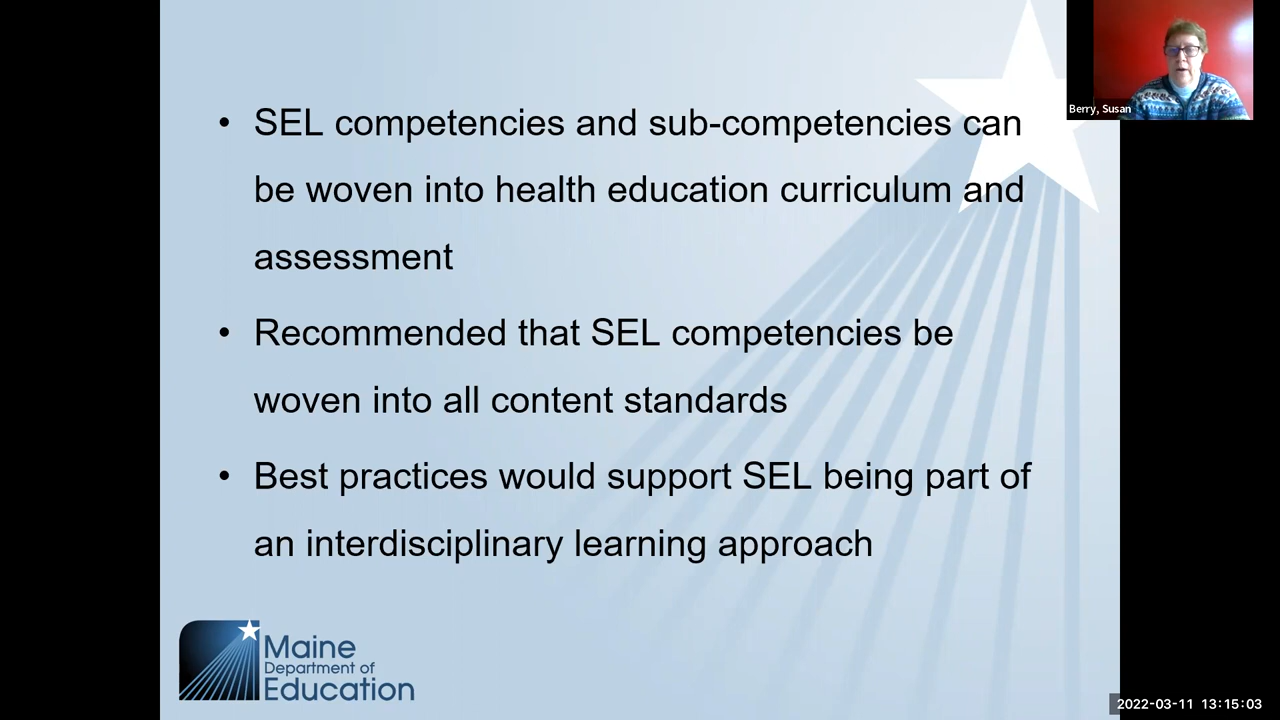 • SEL competencies and sub-competencies can
be woven into health education curriculum and
assessment
• Recommended that SEL competencies be
woven into all content standards
• Best practices would support SEL being part of
an interdisciplinary learning approach
Berry, Susan
Maine
Department of
Education
2022-03-11 13:15:03